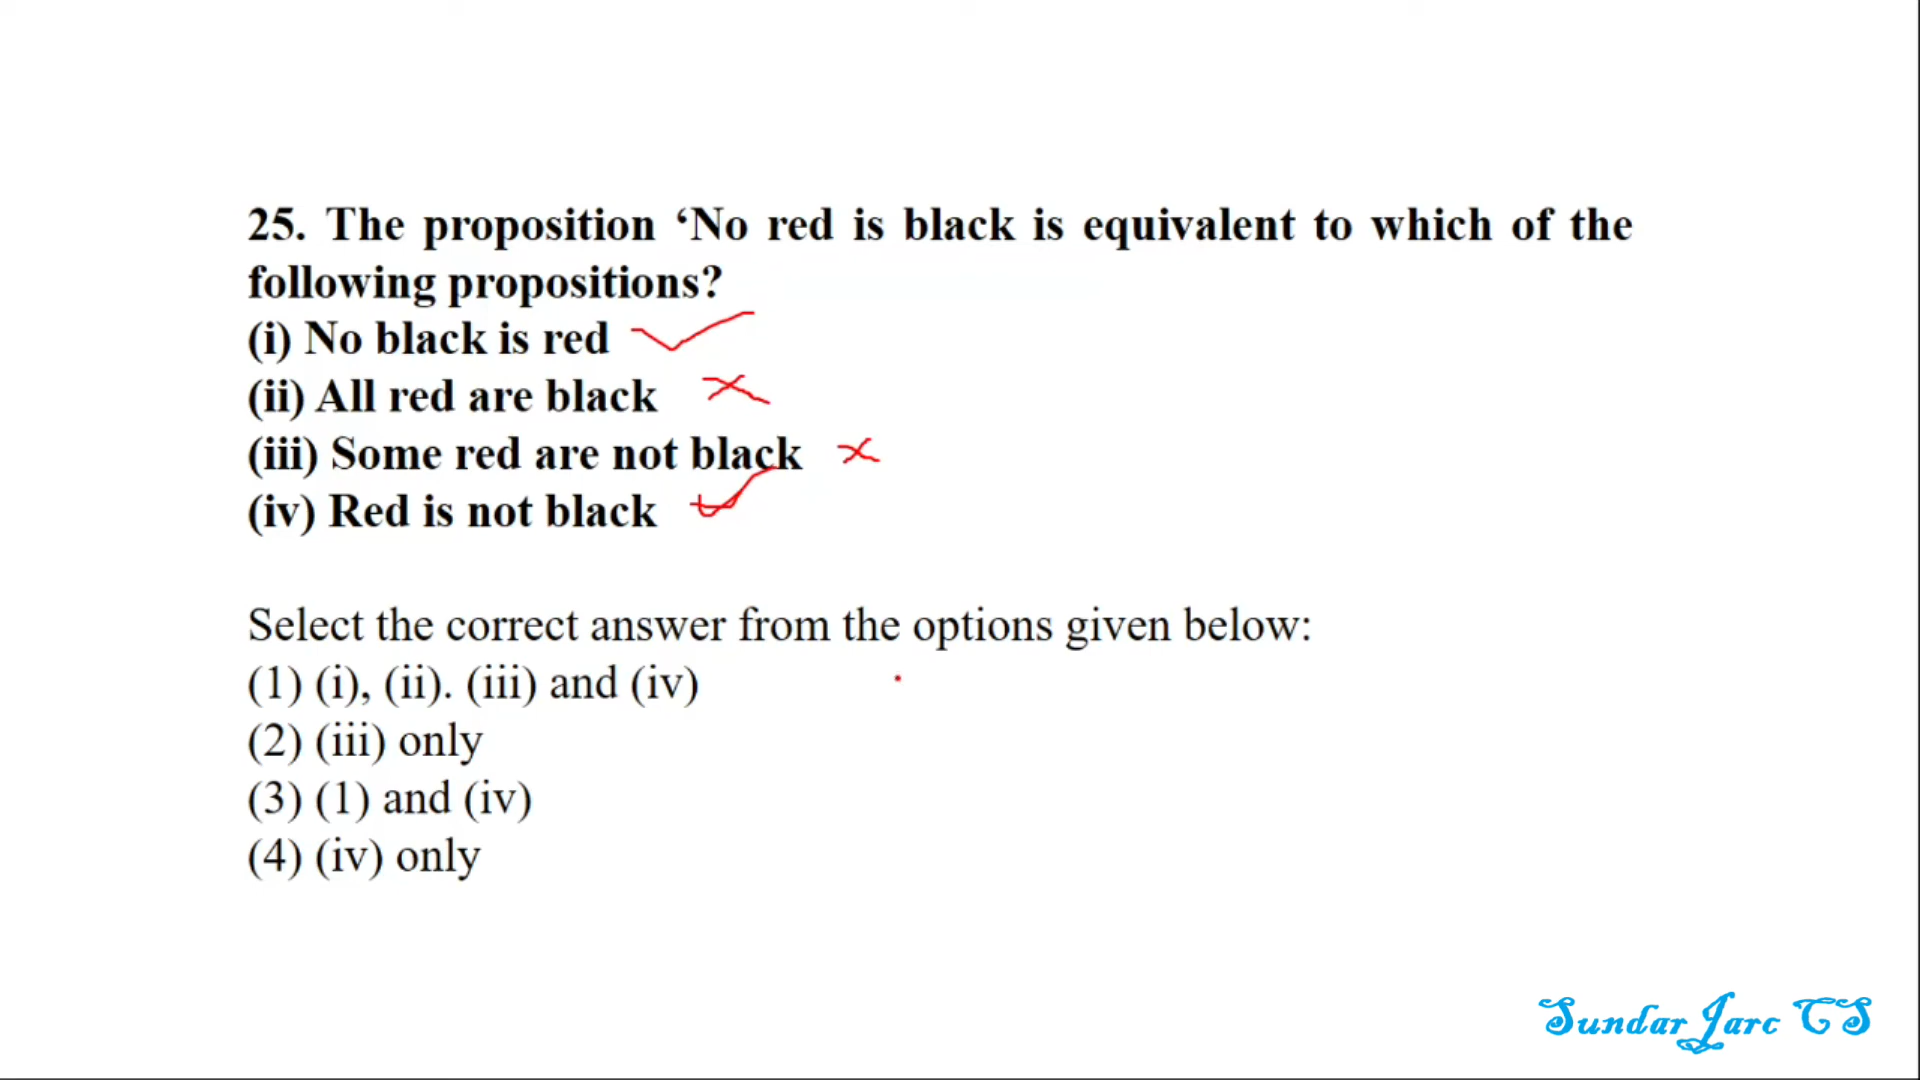 25. The proposition ‘No red is black is equivalent to which of the
following propositions?
(i) No black is red
(ii) All red are black
(iii) Some red are not black
(iv) Red is not black
Select the correct answer from the options given below:
(1) (i), (ii). (iii) and (iv)
(2) (iii) only
(3) (1) and (iv)
(4) (iv) only
Sundar Jarc CS